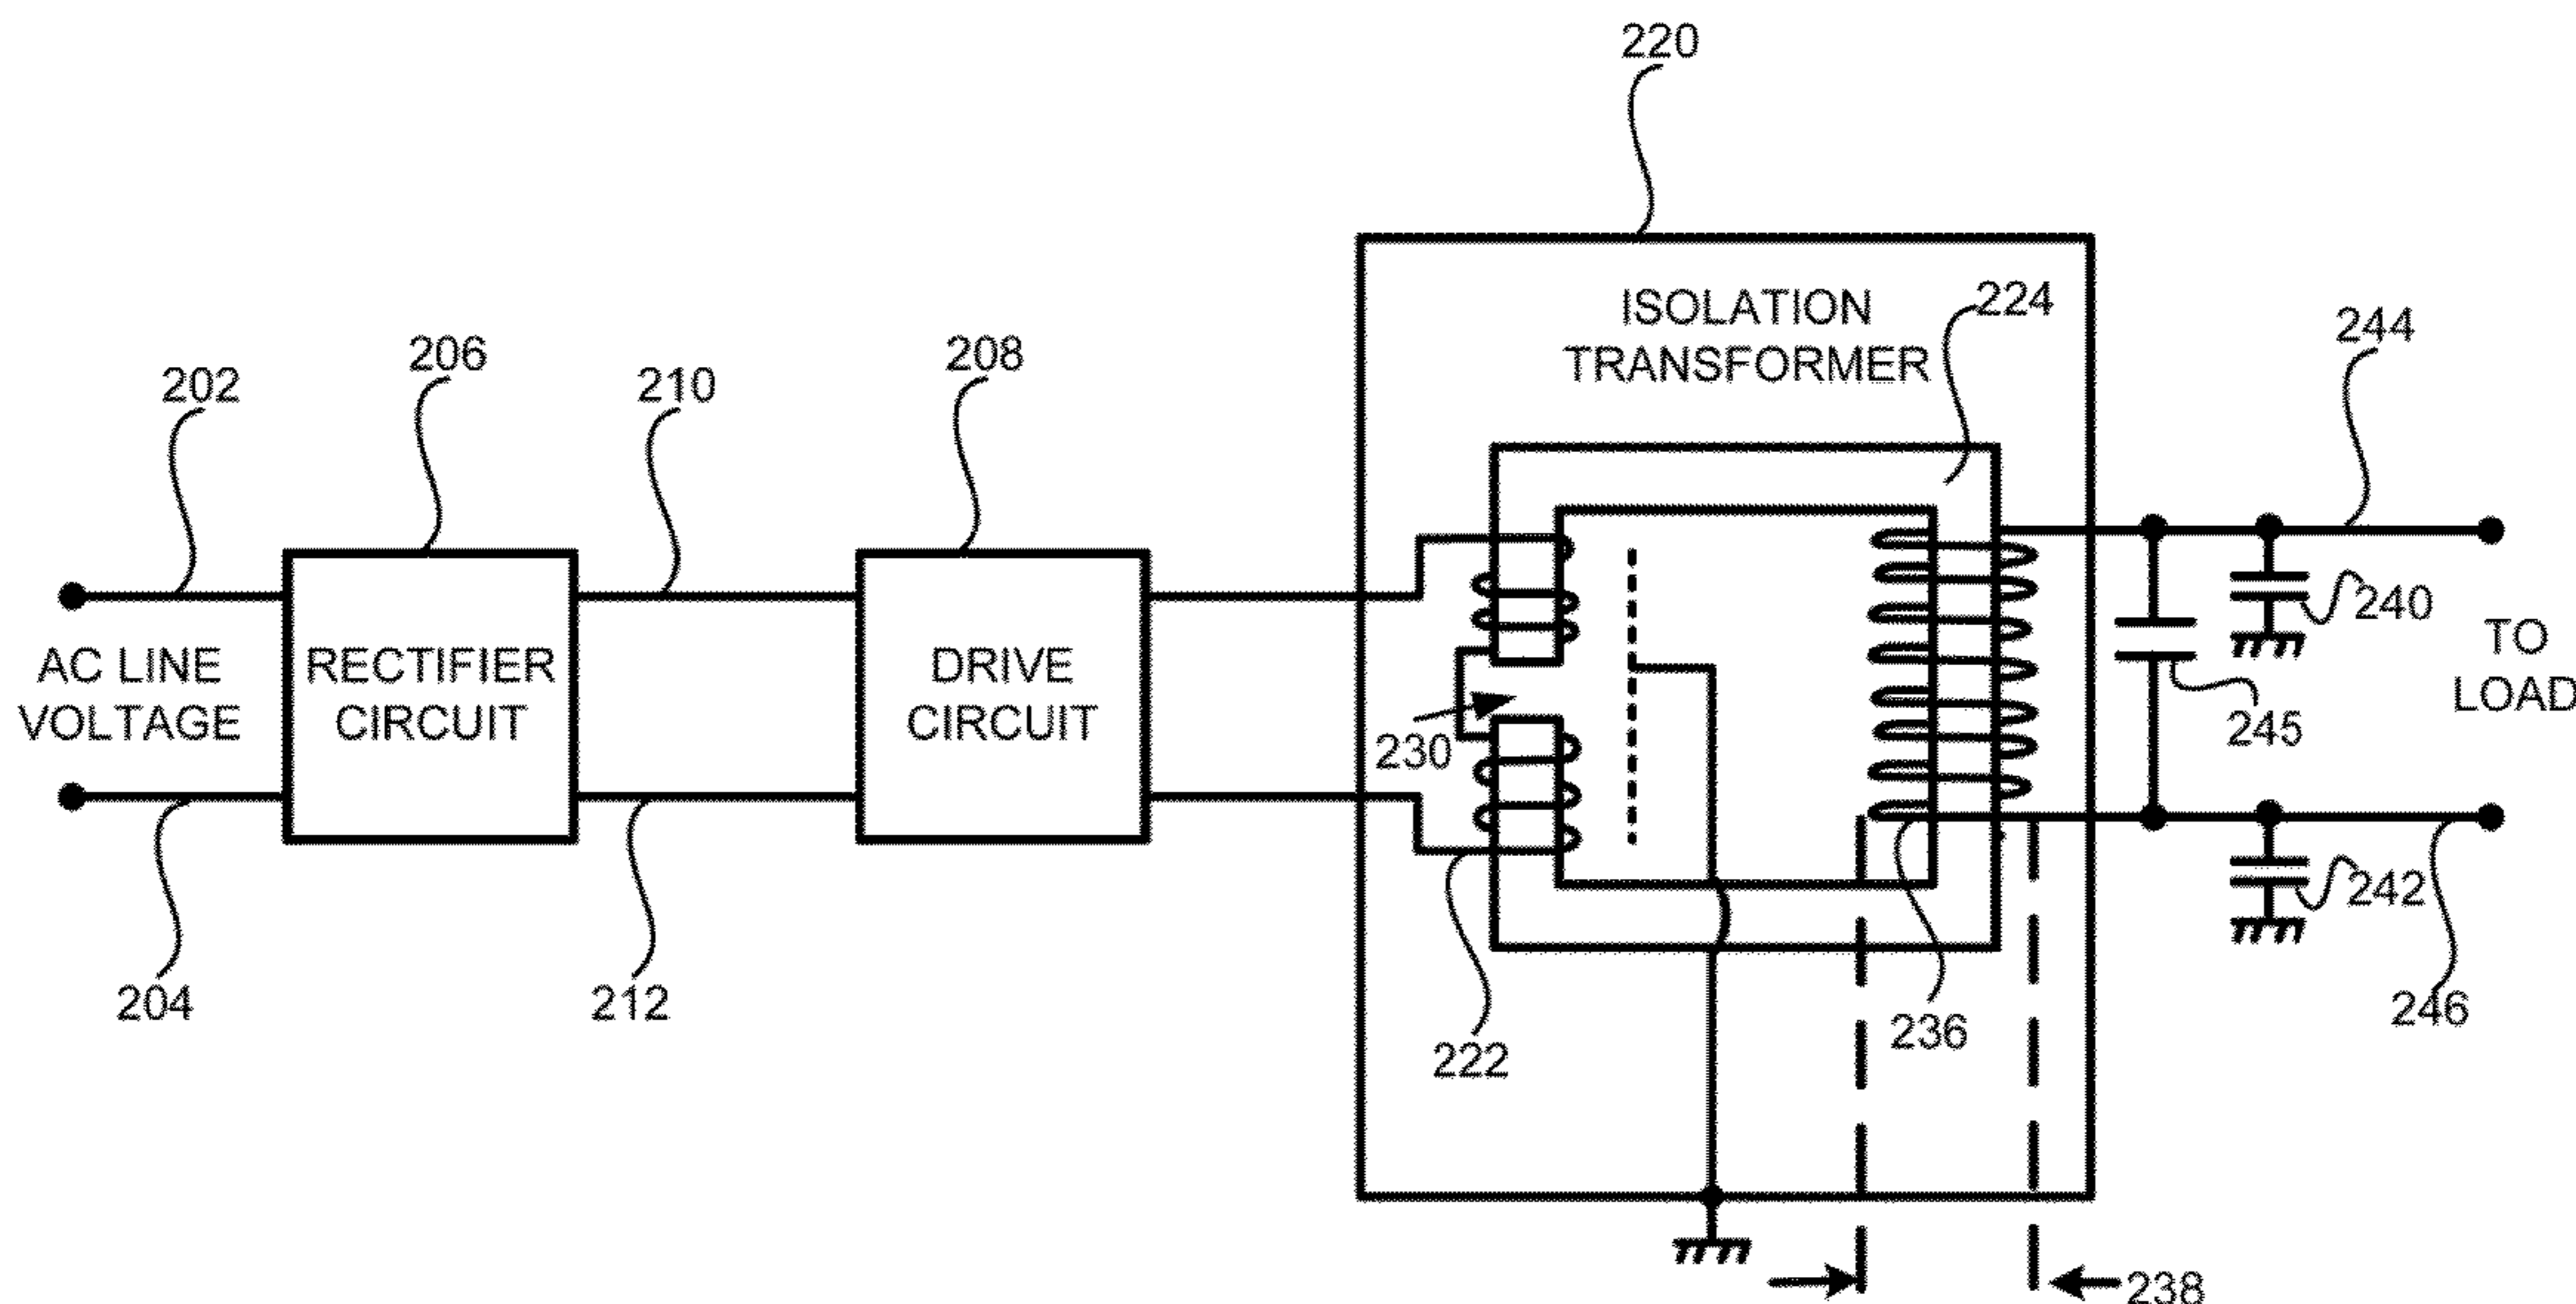 220
ISOLATION
TRANSFORMER
224
244
202
206
210
208
240
TO
LOAD
AC LINE
VOLTAGE
RECTIFIER
CIRCUIT
DRIVE
CIRCUIT
230
245
242
204
212
222
236
246
238